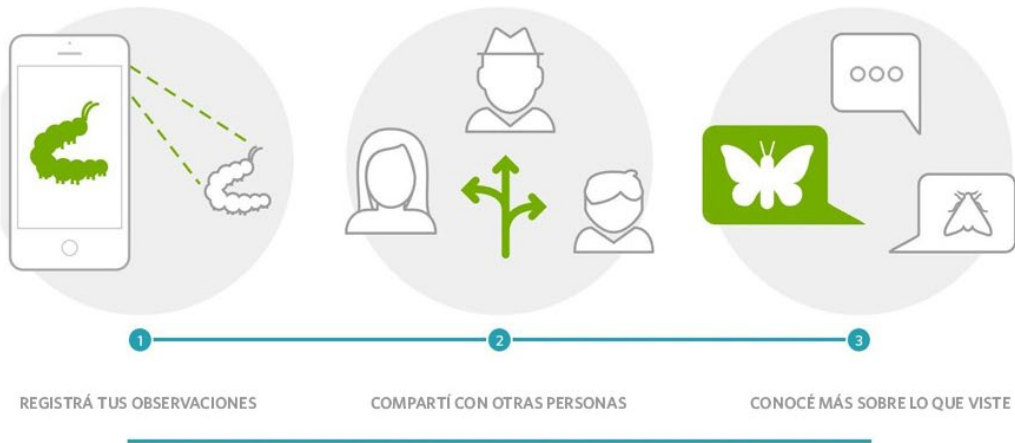 1
2
3
REGISTRÁ TUS OBSERVACIONES
COMPARTÍ CON OTRAS PERSONAS
CONOCÉ MÁS SOBRE LO QUE VISTE